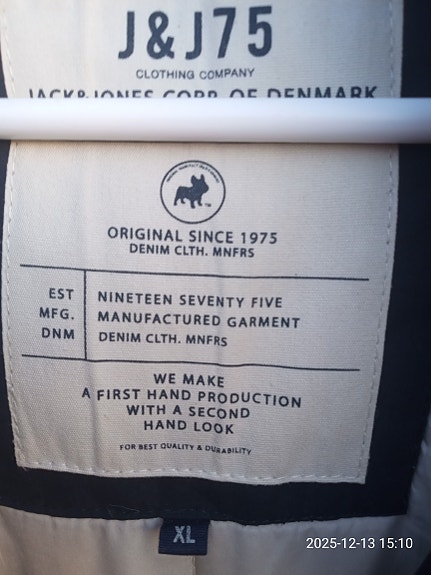 J&J75
CLOTHING COMPANY
JACK&JONES CORP. OF DENMARK
ORIGINAL SINCE 1975
DENIM CLTH. MNFRS
EST
MFG.
DNM
NINETEEN SEVENTY FIVE
MANUFACTURED GARMENT
DENIM CLTH. MNFRS
WE MAKE
A FIRST HAND PRODUCTION
WITH A SECOND
HAND LOOK
FOR BEST QUALITY & DURABILITY
XL
2025-12-13 15:10